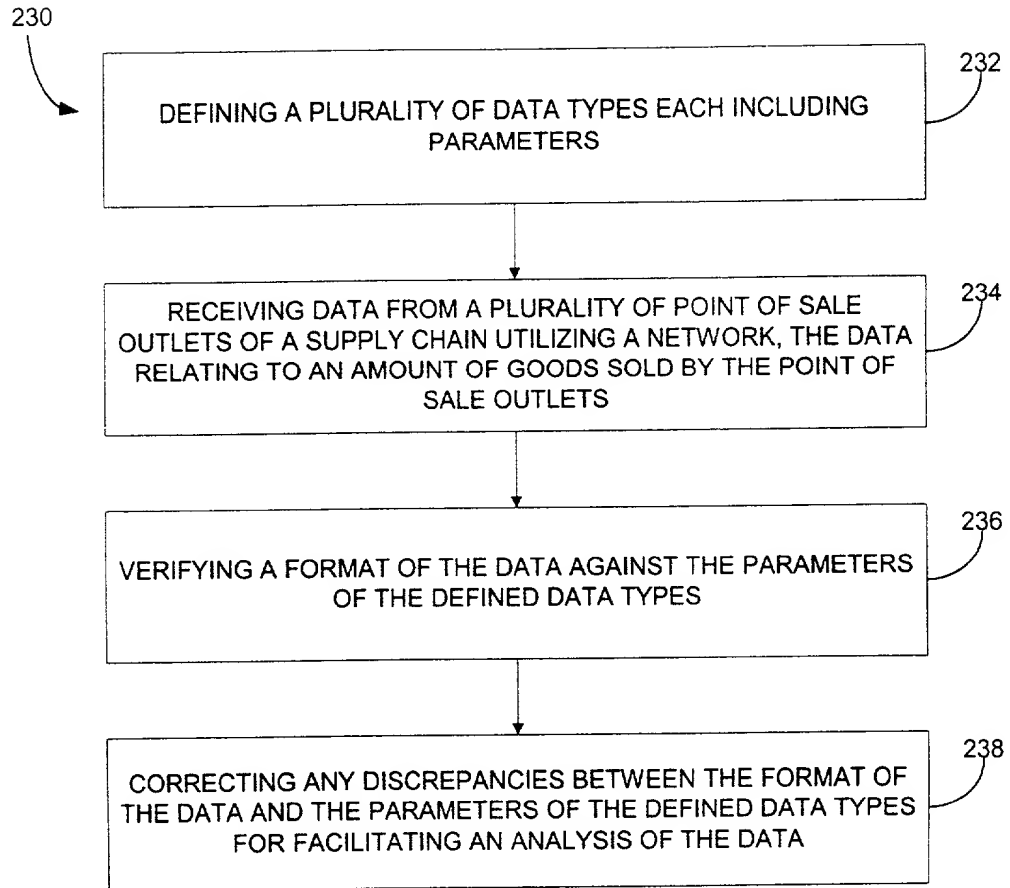 230
232
DEFINING A PLURALITY OF DATA TYPES EACH INCLUDING
PARAMETERS
234
RECEIVING DATA FROM A PLURALITY OF POINT OF SALE
OUTLETS OF A SUPPLY CHAIN UTILIZING A NETWORK, THE DATA
RELATING TO AN AMOUNT OF GOODS SOLD BY THE POINT OF
SALE OUTLETS
236
VERIFYING A FORMAT OF THE DATA AGAINST THE PARAMETERS
OF THE DEFINED DATA TYPES
238
CORRECTING ANY DISCREPANCIES BETWEEN THE FORMAT OF
THE DATA AND THE PARAMETERS OF THE DEFINED DATA TYPES
FOR FACILITATING AN ANALYSIS OF THE DATA